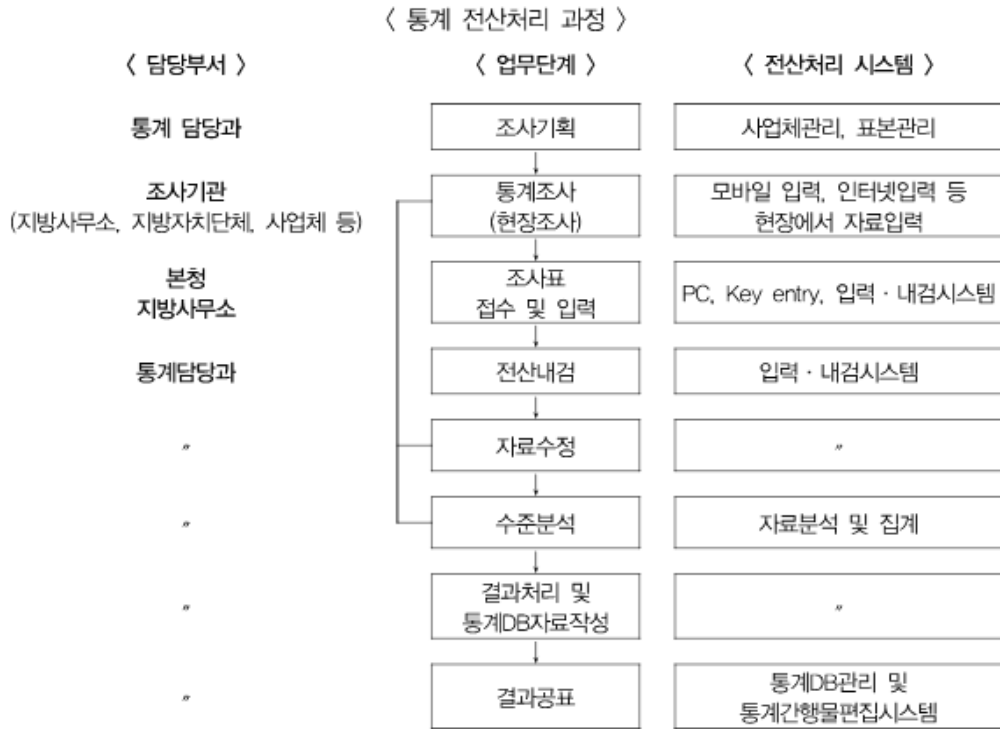 〈 통계 전산처리 과정 〉
〈 담당부서 〉 〈 업무단계 〉 〈 전산처리 시스템 〉
통계 담당과 조사기획 사업체관리, 표본관리
조사기관 통계조사 모바일 입력, 인터넷입력 등
(지방사무소, 지방자치단체, 사업체 등) (현장조사) 현장에서 자료입력
본청 조사표
지방사무소 접수 및 입력 PC, Key entry, 입력 · 내검시스템
통계담당과 전산내검 입력 · 내검시스템
〃 자료수정 〃
〃 수준분석 자료분석 및 집계
결과처리 및
〃 통계DB자료작성 〃
〃 결과공표 통계DB관리 및
통계간행물편집시스템